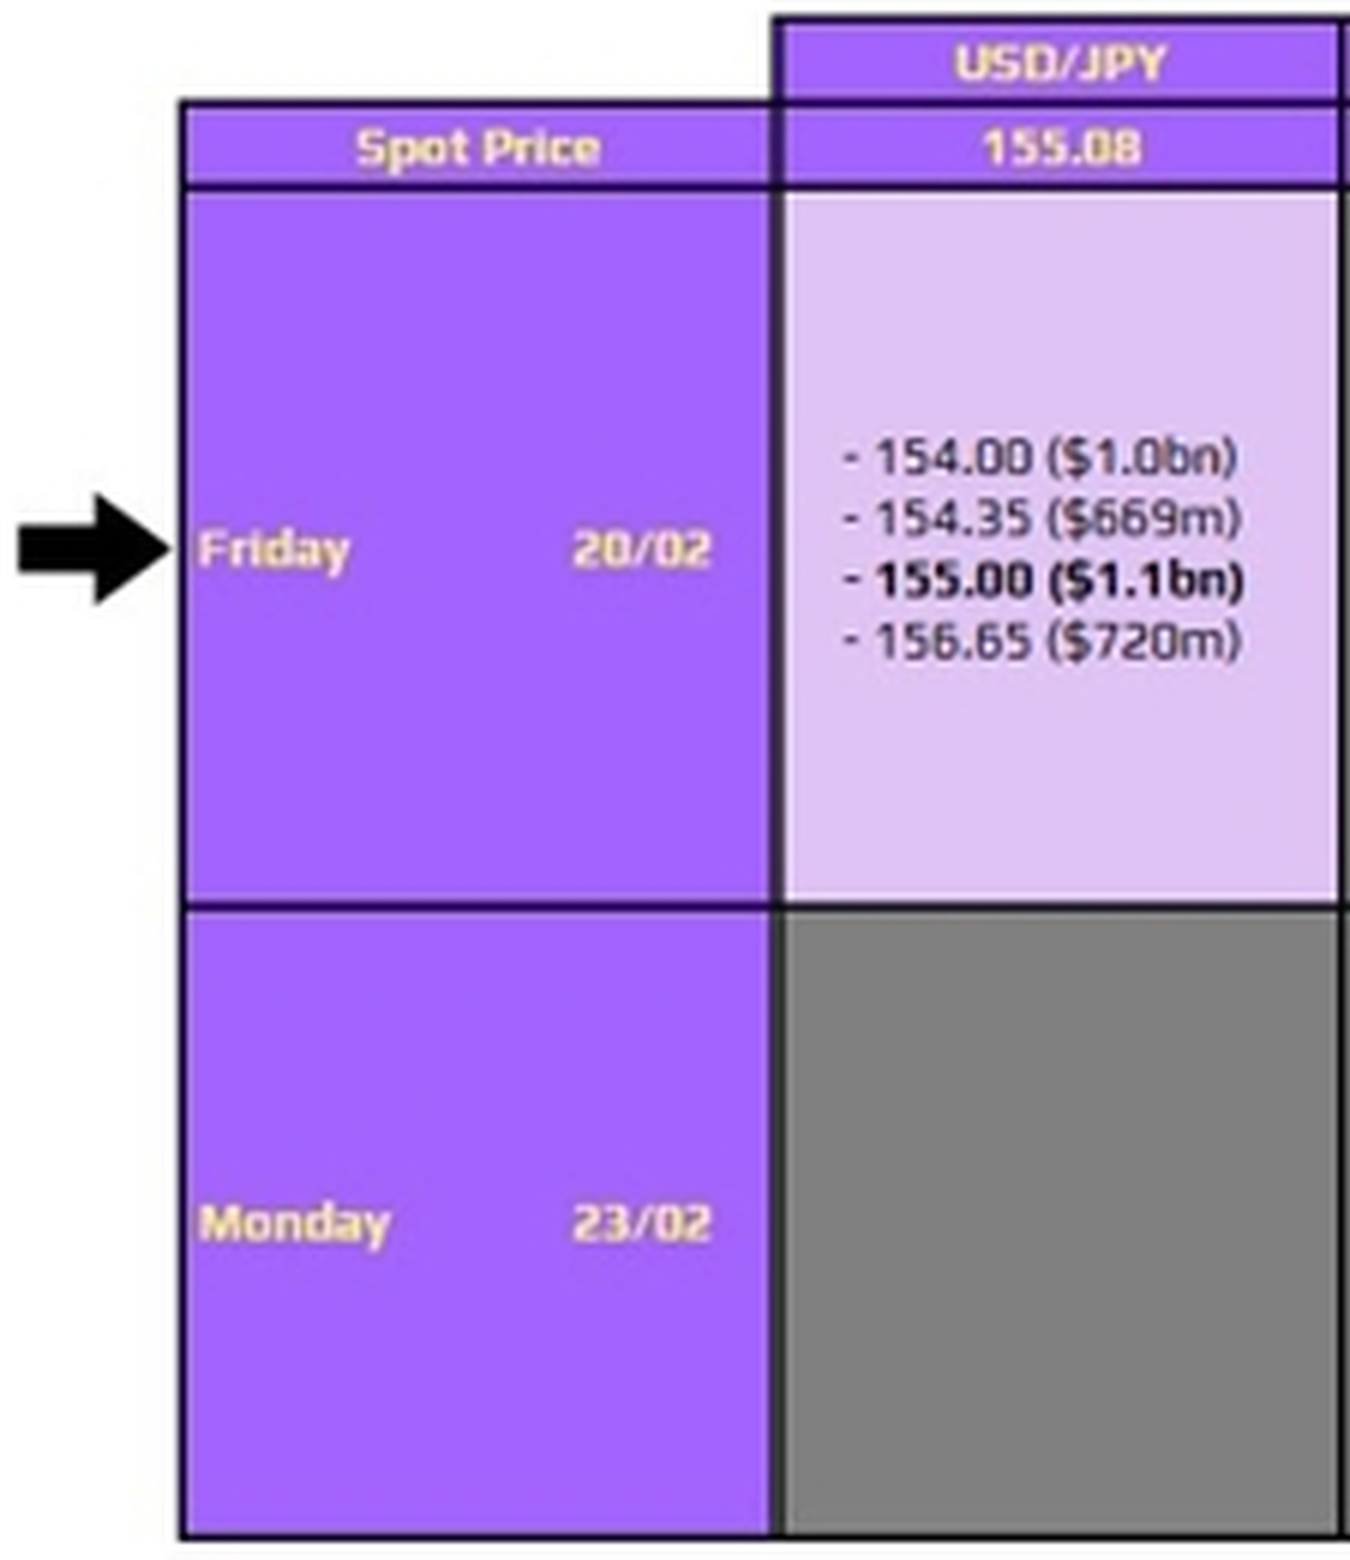 USD/JPY
Spot Price 155.08
- 154.00 ($1.0bn)
- 154.35 ($669m)
Friday 20/02
- 155.00 ($1.1bn)
- 156.65 ($720m)
Monday 23/02